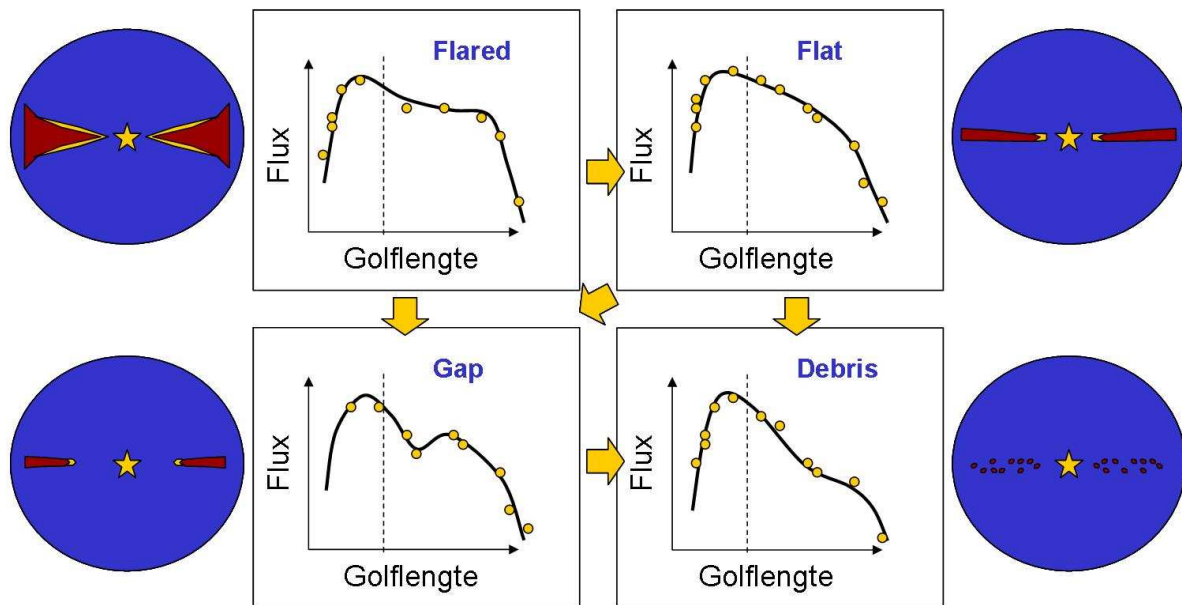 Flared
Flux
Golflengte
Flat
Flux
Golflengte
Gap
Flux
Golflengte
Debris
Flux
Golflengte